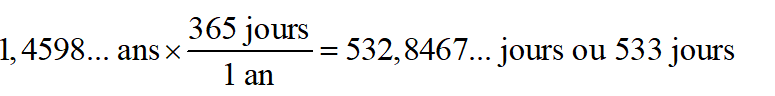 1,4598... ans × 365 jours / 1 an = 532,8467... jours ou 533 jours